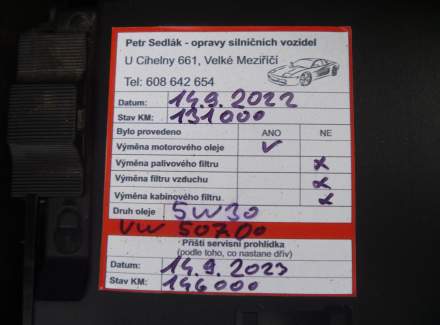 Petr Sedlák - opravy silničních vozidel
U Cihelny 661, Velké Meziříčí
Tel: 608 642 654
Datum: 14.9.2022
Stav KM: 131000
Bylo provedeno ANO NE
Výměna motorového oleje ✓
Výměna palivového filtru x
Výměna filtru vzduchu x
Výměna kabinového filtru x
Druh oleje 5W30
VW 50700
Příští servisní prohlídka
(podle toho, co nastane dřív)
Datum: 14.9.2023
Stav KM: 146000